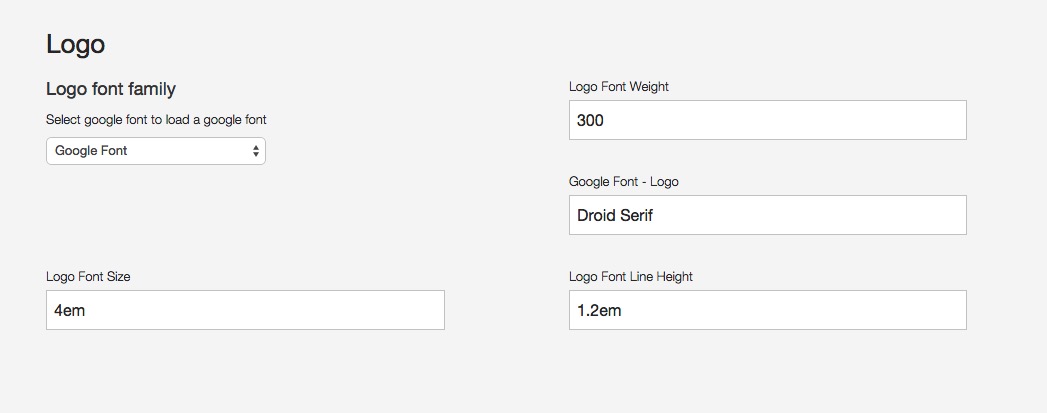 Logo
Logo font family
Select google font to load a google font
Google Font
Logo Font Weight
300
Google Font - Logo
Droid Serif
Logo Font Size
4em
Logo Font Line Height
1.2em